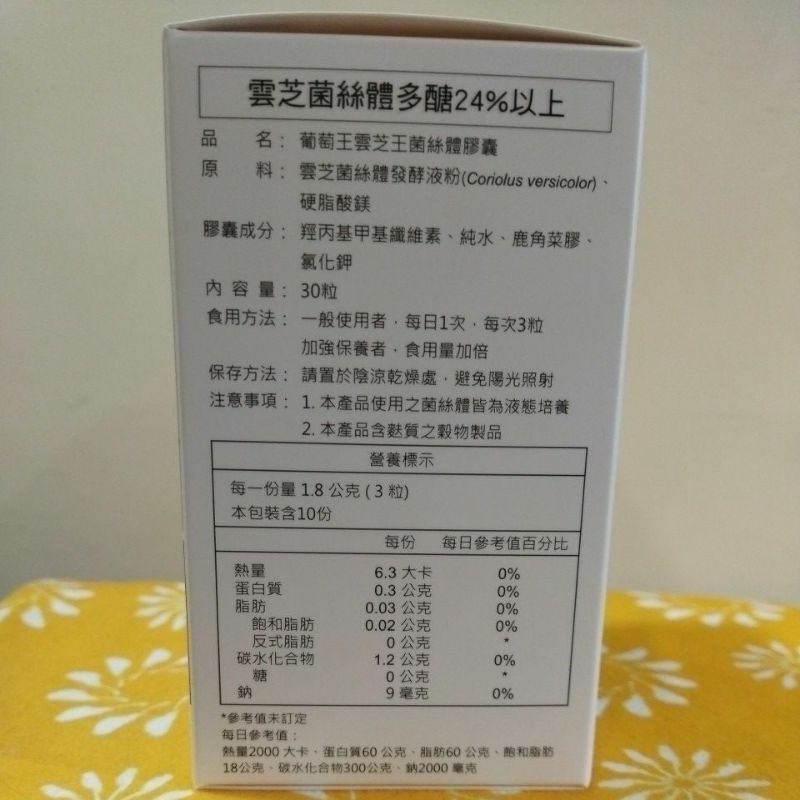 雲芝菌絲體多醣24%以上
品 名： 葡萄王雲芝王菌絲體膠囊
原 料： 雲芝菌絲體發酵液粉(Coriolus versicolor)、
硬脂酸鎂
膠囊成分： 羥丙基甲基纖維素、純水、鹿角菜膠、
氯化鉀
內 容 量： 30粒
食用方法： 一般使用者，每日1次，每次3粒
加強保養者，食用量加倍
保存方法： 請置於陰涼乾燥處，避免陽光照射
注意事項： 1. 本產品使用之菌絲體皆為液態培養
2. 本產品含麩質之穀物製品
營養標示
每一份量 1.8 公克 ( 3 粒)
本包裝含10份
每份 每日參考值百分比
熱量 6.3 大卡 0%
蛋白質 0.3 公克 0%
脂肪 0.03 公克 0%
飽和脂肪 0.02 公克 0%
反式脂肪 0 公克 *
碳水化合物 1.2 公克 0%
糖 0 公克 *
鈉 9 毫克 0%
*參考值未訂定
每日參考值：
熱量2000 大卡、蛋白質60 公克、脂肪60 公克、飽和脂肪
18公克、碳水化合物300公克、鈉2000 毫克